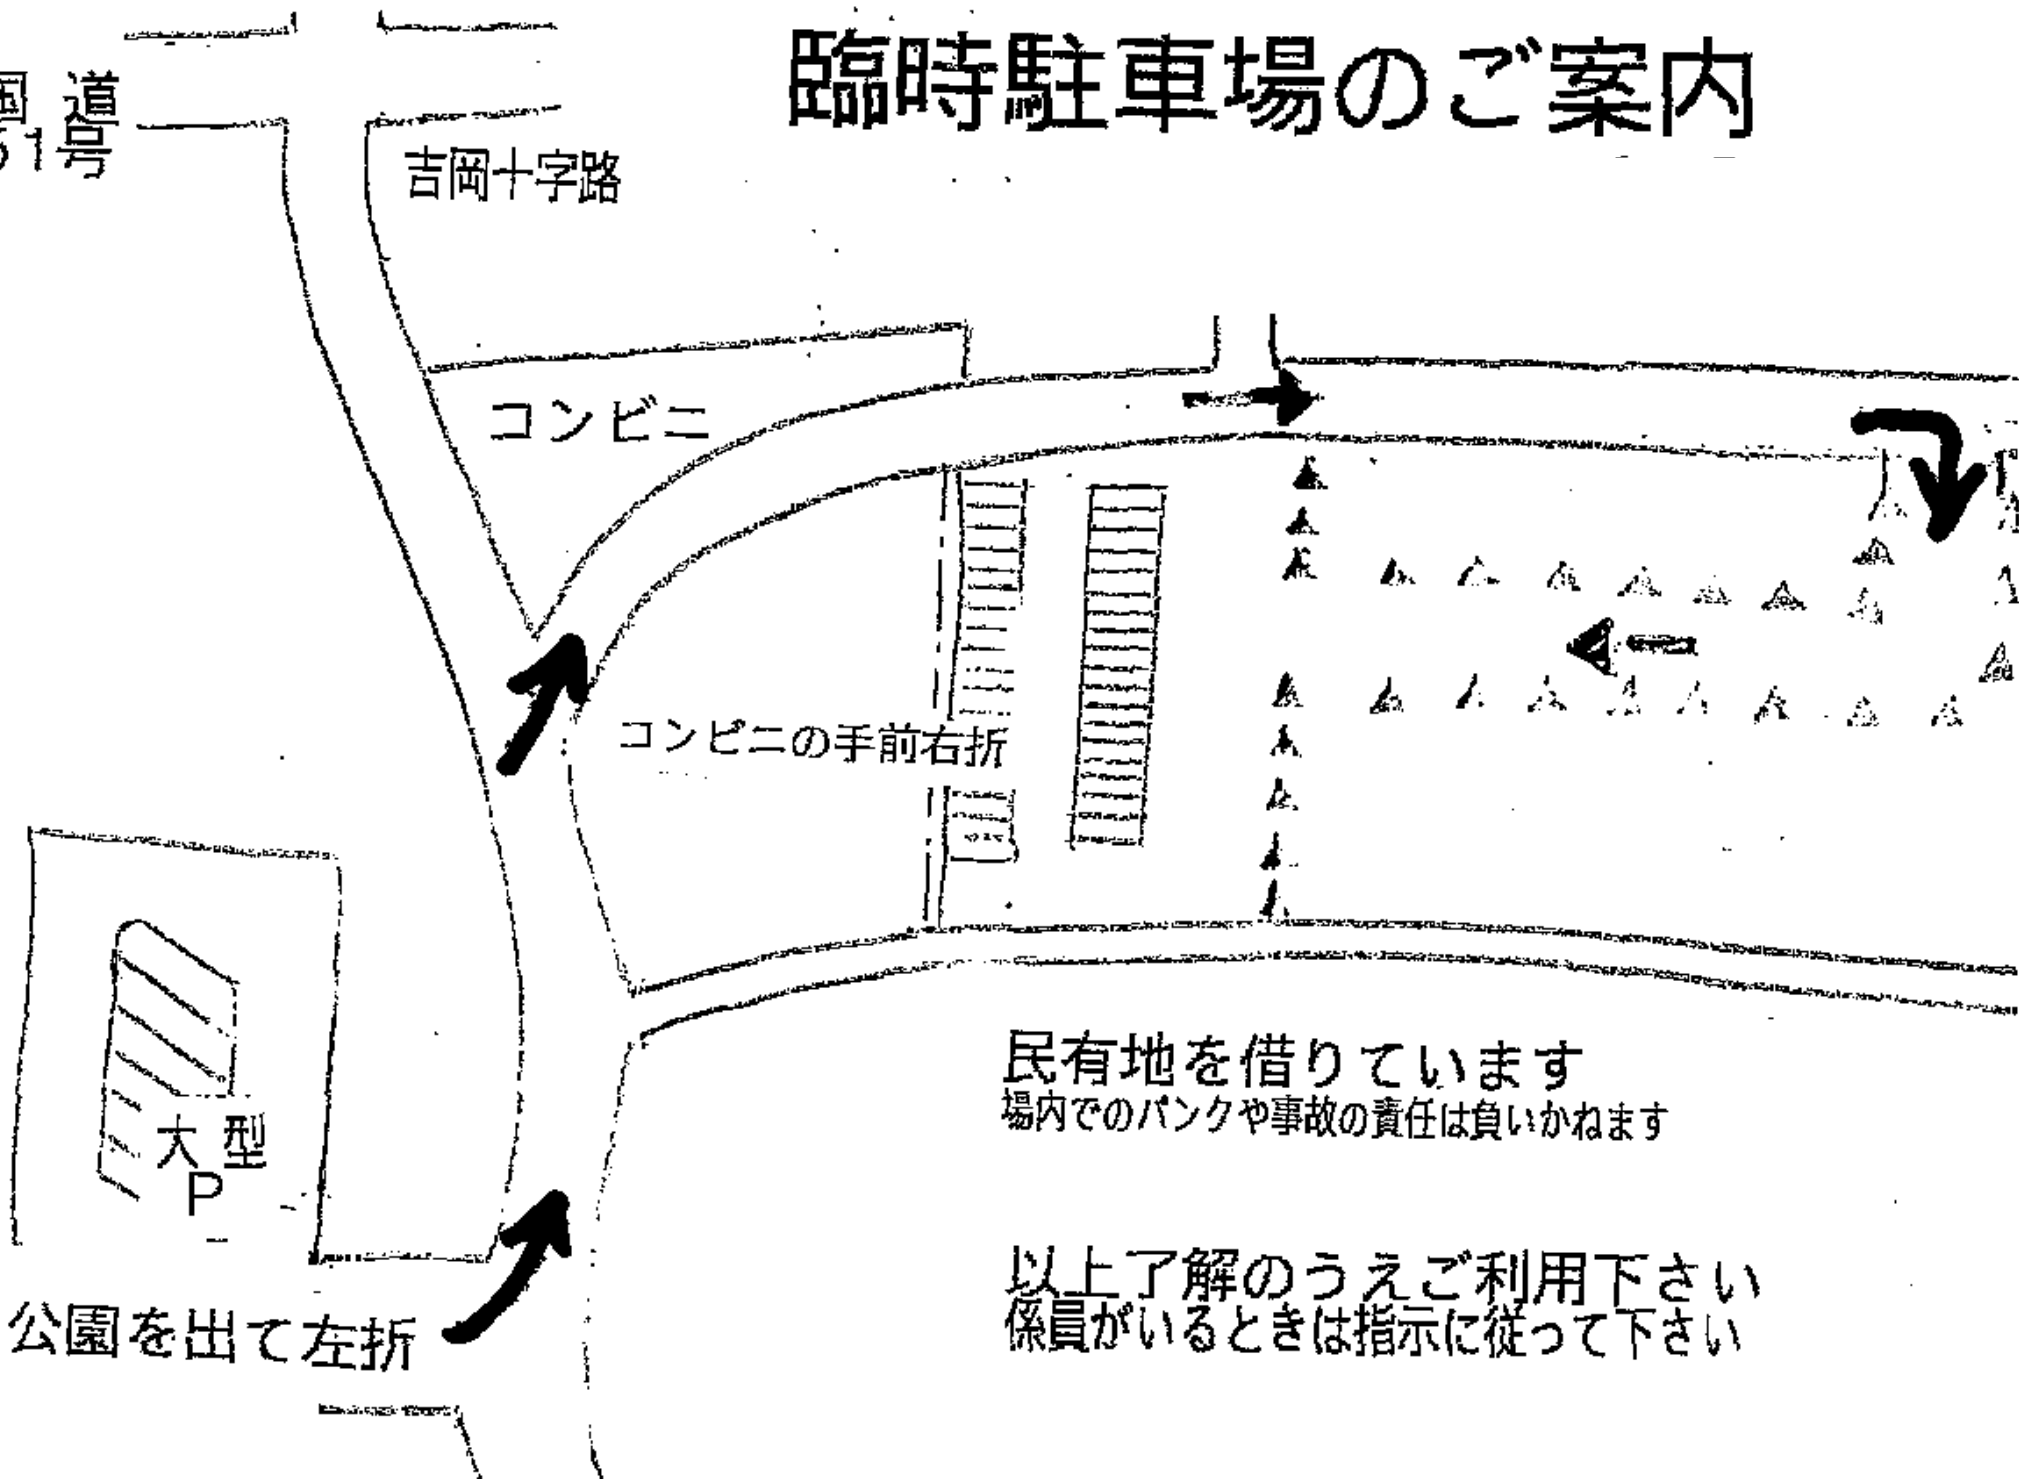 臨時駐車場のご案内
国道
51号
吉岡十字路
コンビニ
コンビニの手前右折
大型
P
公園を出て左折
民有地を借りています
場内でのパンクや事故の責任は負いかねます
以上了解のうえご利用下さい
係員がいるときは指示に従って下さい